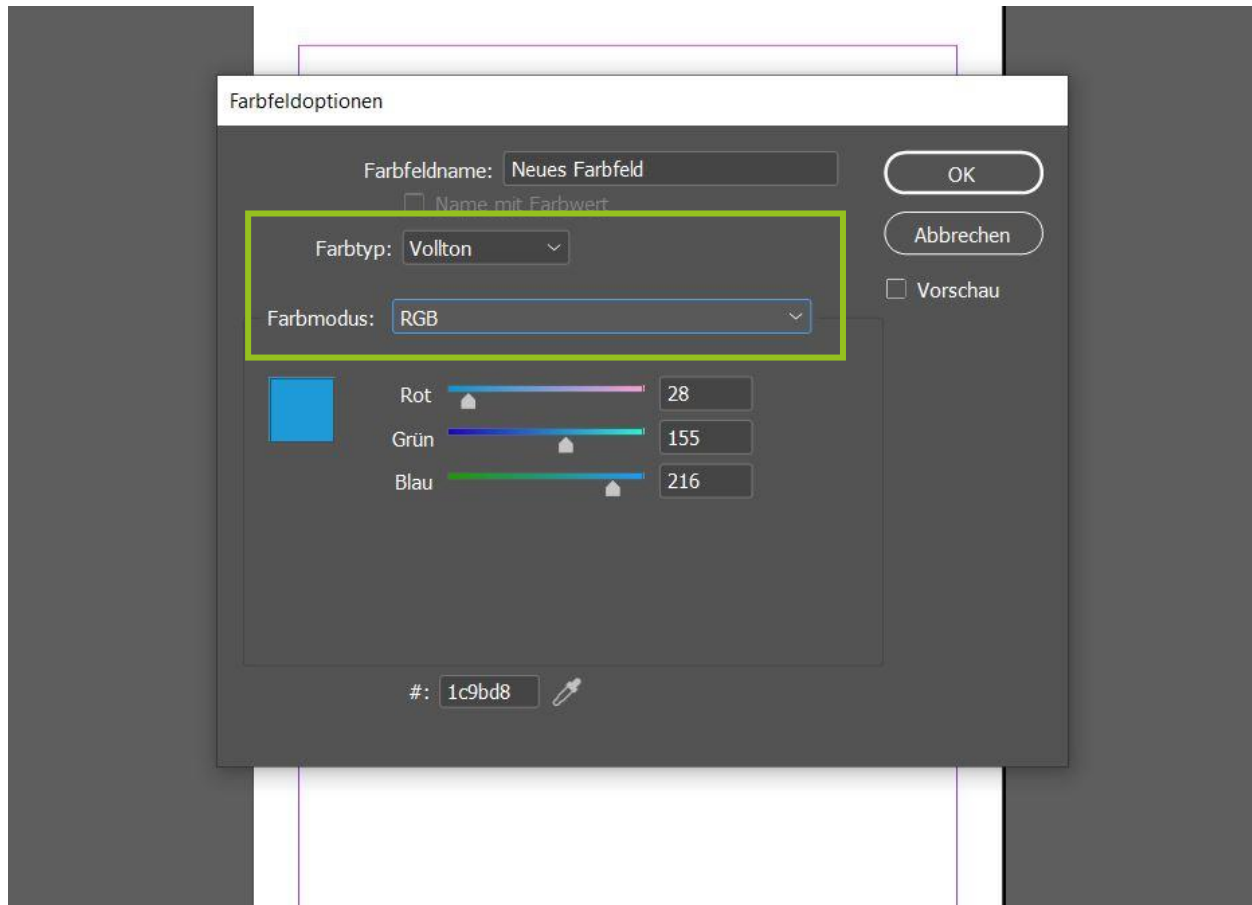 Farbfeldoptionen
Farbfeldname: Neues Farbfeld
OK
Name mit Farbwert
Farbtyp: Vollton
Abbrechen
Vorschau
Farbmodus: RGB
Rot 28
Grün 155
Blau 216
#: 1c9bd8